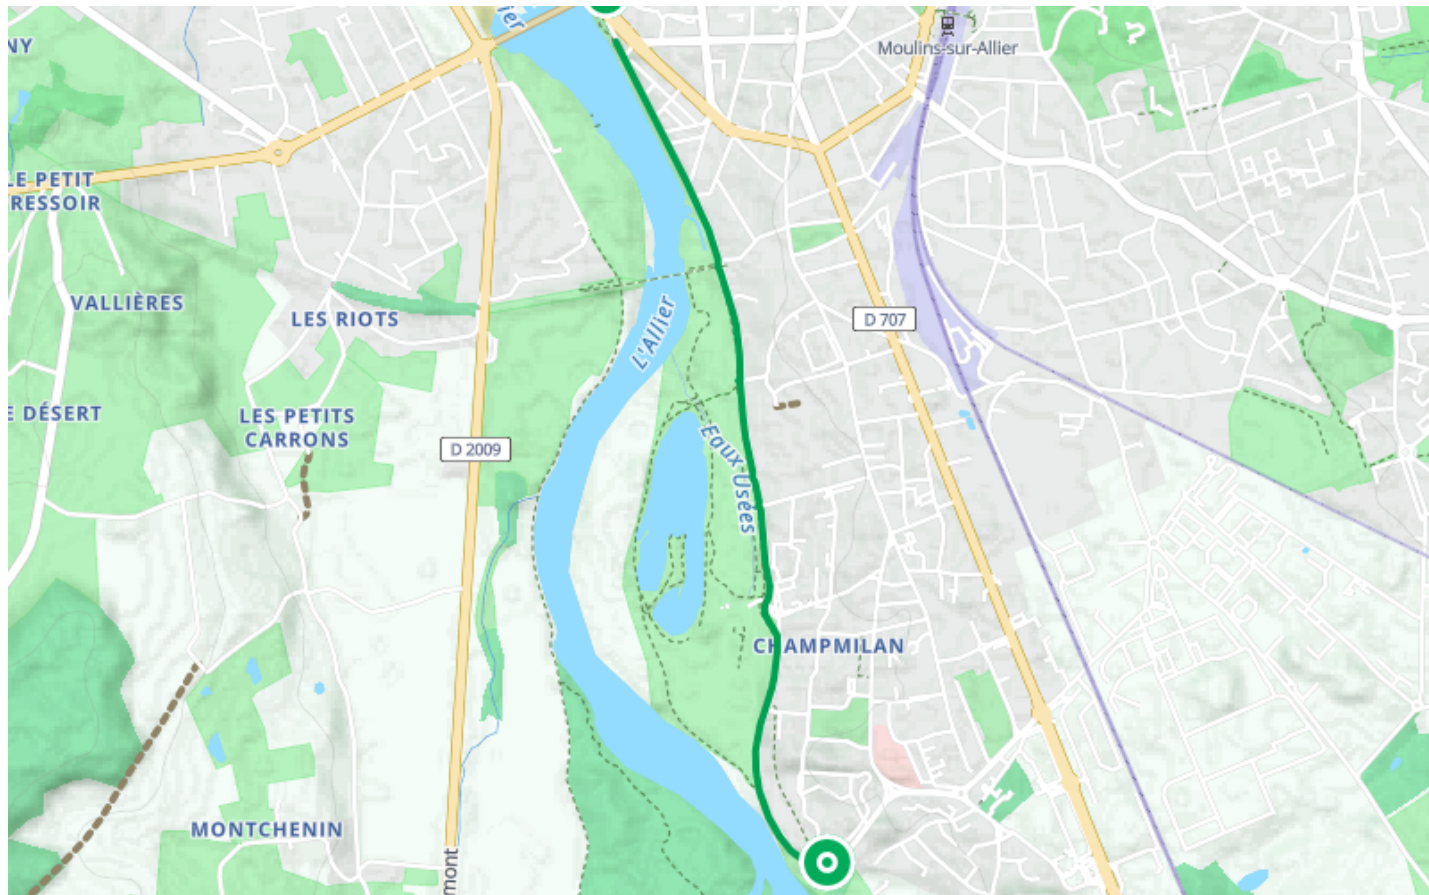 Moulins-sur-Allier
NY
LE PETIT
RESSOIR
VALLIÈRES
LES RIOTS
L'Allier
D 707
E DÉSERT
LES PETITS
CARRONS
D 2009
Eaux Usées
CHAMPMILAN
MONTCHENIN
mont